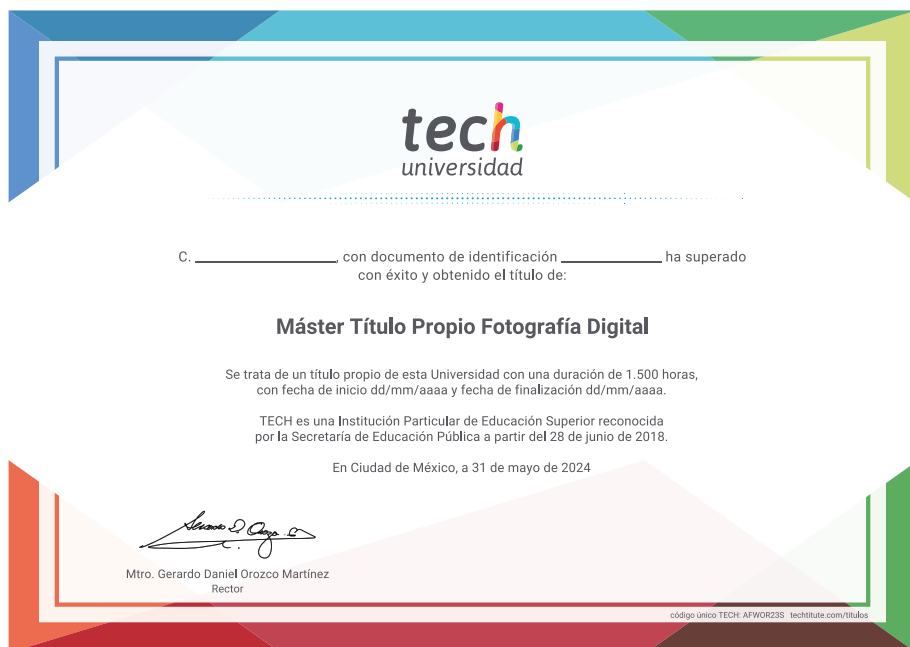 tech
universidad
C. ____________, con documento de identificación ____________ ha superado
con éxito y obtenido el título de:
Máster Título Propio Fotografía Digital
Se trata de un título propio de esta Universidad con una duración de 1.500 horas,
con fecha de inicio dd/mm/aaaa y fecha de finalización dd/mm/aaaa.
TECH es una Institución Particular de Educación Superior reconocida
por la Secretaría de Educación Pública a partir del 28 de junio de 2018.
En Ciudad de México, a 31 de mayo de 2024
Mtro. Gerardo Daniel Orozco Martínez
Rector
código único TECH: AFWOR23S techtitute.com/titulos